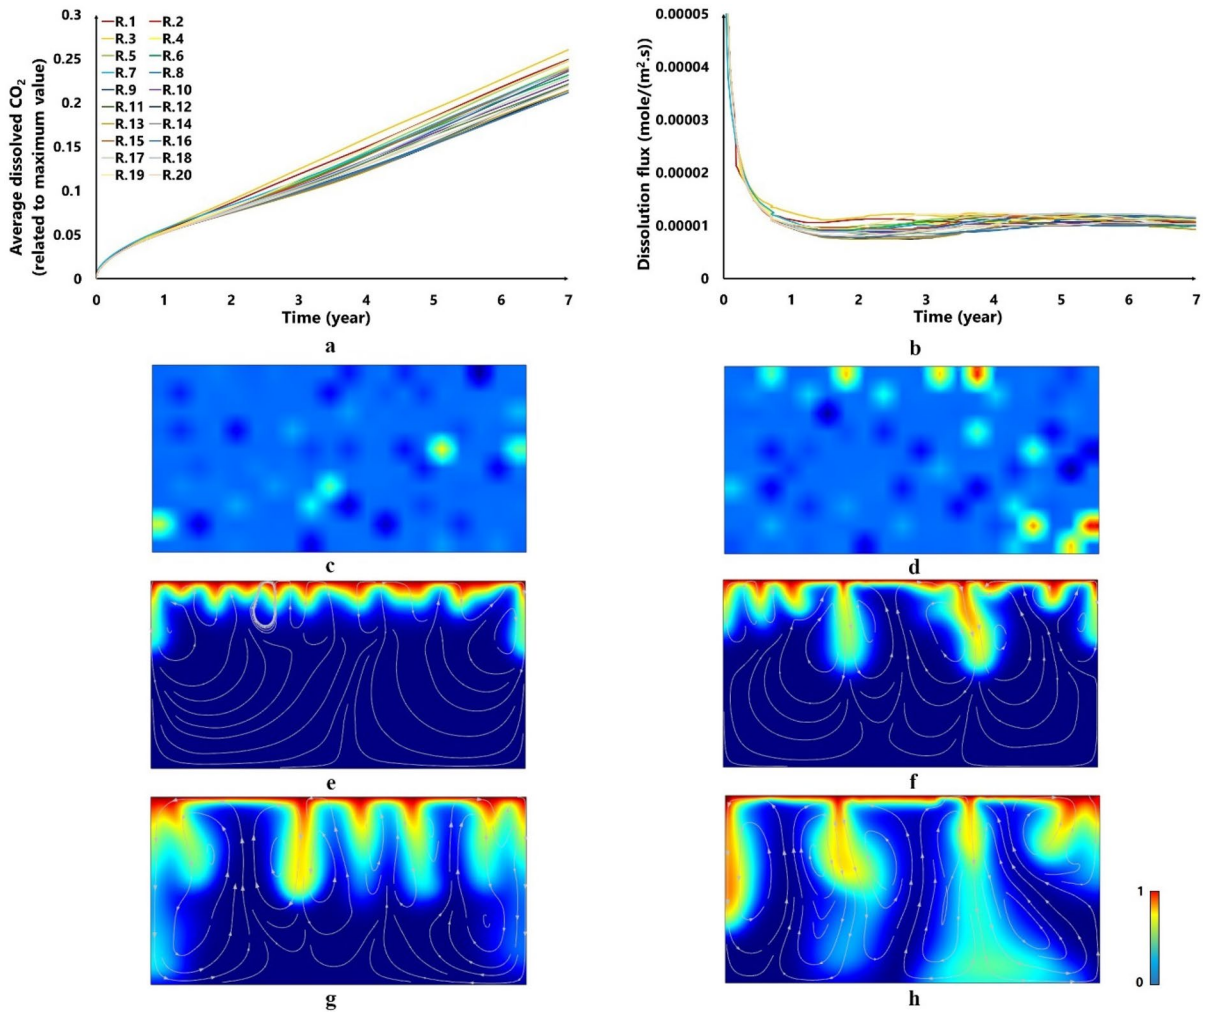 Average dissolved CO2
(related to maximum value)
0.3
0.25
0.2
0.15
0.1
0.05
0
R.1 R.2
R.3 R.4
R.5 R.6
R.7 R.8
R.9 R.10
R.11 R.12
R.13 R.14
R.15 R.16
R.17 R.18
R.19 R.20
0 1 2 3 4 5 6 7
Time (year)
a
Dissolution flux (mole/(m².s))
0.00005
0.00004
0.00003
0.00002
0.00001
0
0 1 2 3 4 5 6 7
Time (year)
b
c
d
e
f
g
h
1
0